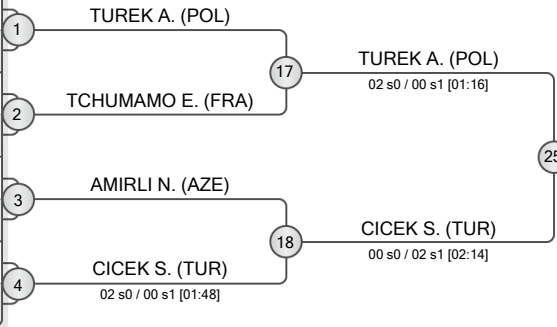 TUREK A. (POL)
1
17
TUREK A. (POL)
02 s0 / 00 s1 [01:16]
TCHUMAMO E. (FRA)
2
25
AMIRLI N. (AZE)
3
18
CICEK S. (TUR)
00 s0 / 02 s1 [02:14]
CICEK S. (TUR)
4
02 s0 / 00 s1 [01:48]